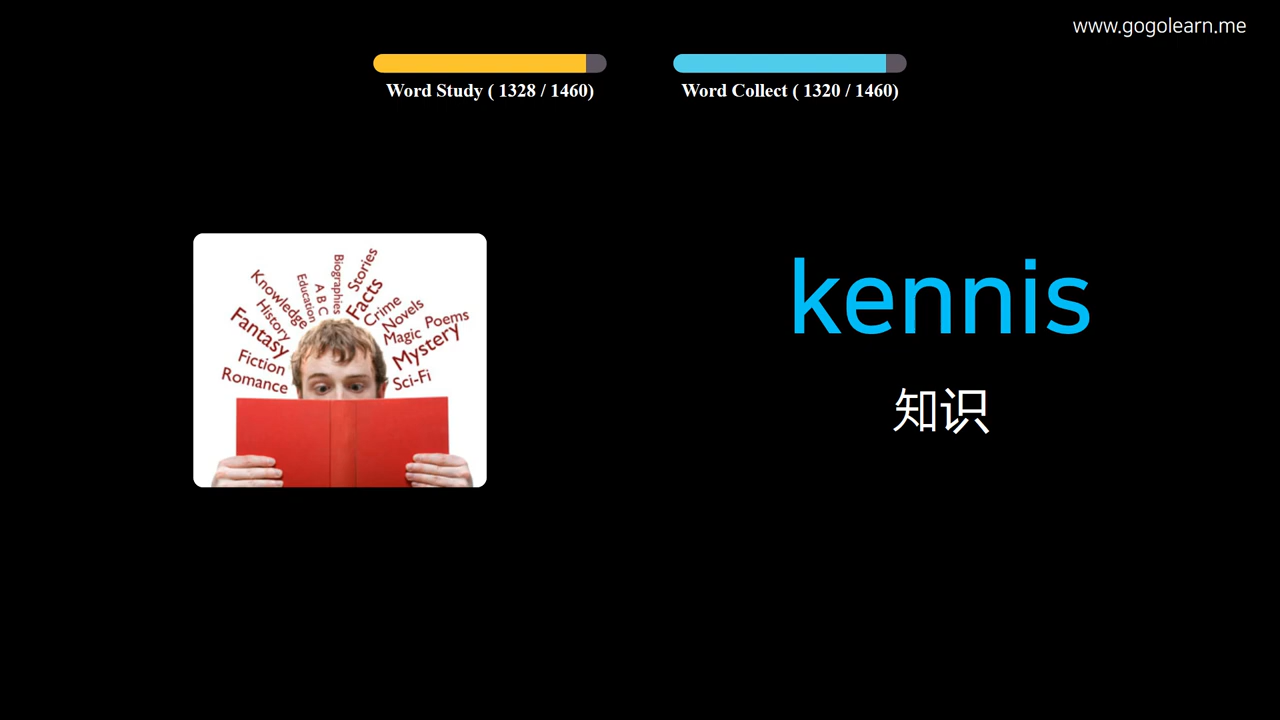 www.gogolearn.me
Word Study ( 1328 / 1460)
Word Collect ( 1320 / 1460)
Knowledge
History
Fantasy
Fiction
Romance
Education
A B C
Biographies
Stories
Facts
Crime
Novels
Magic
Poems
Mystery
Sci-Fi
kennis
知识